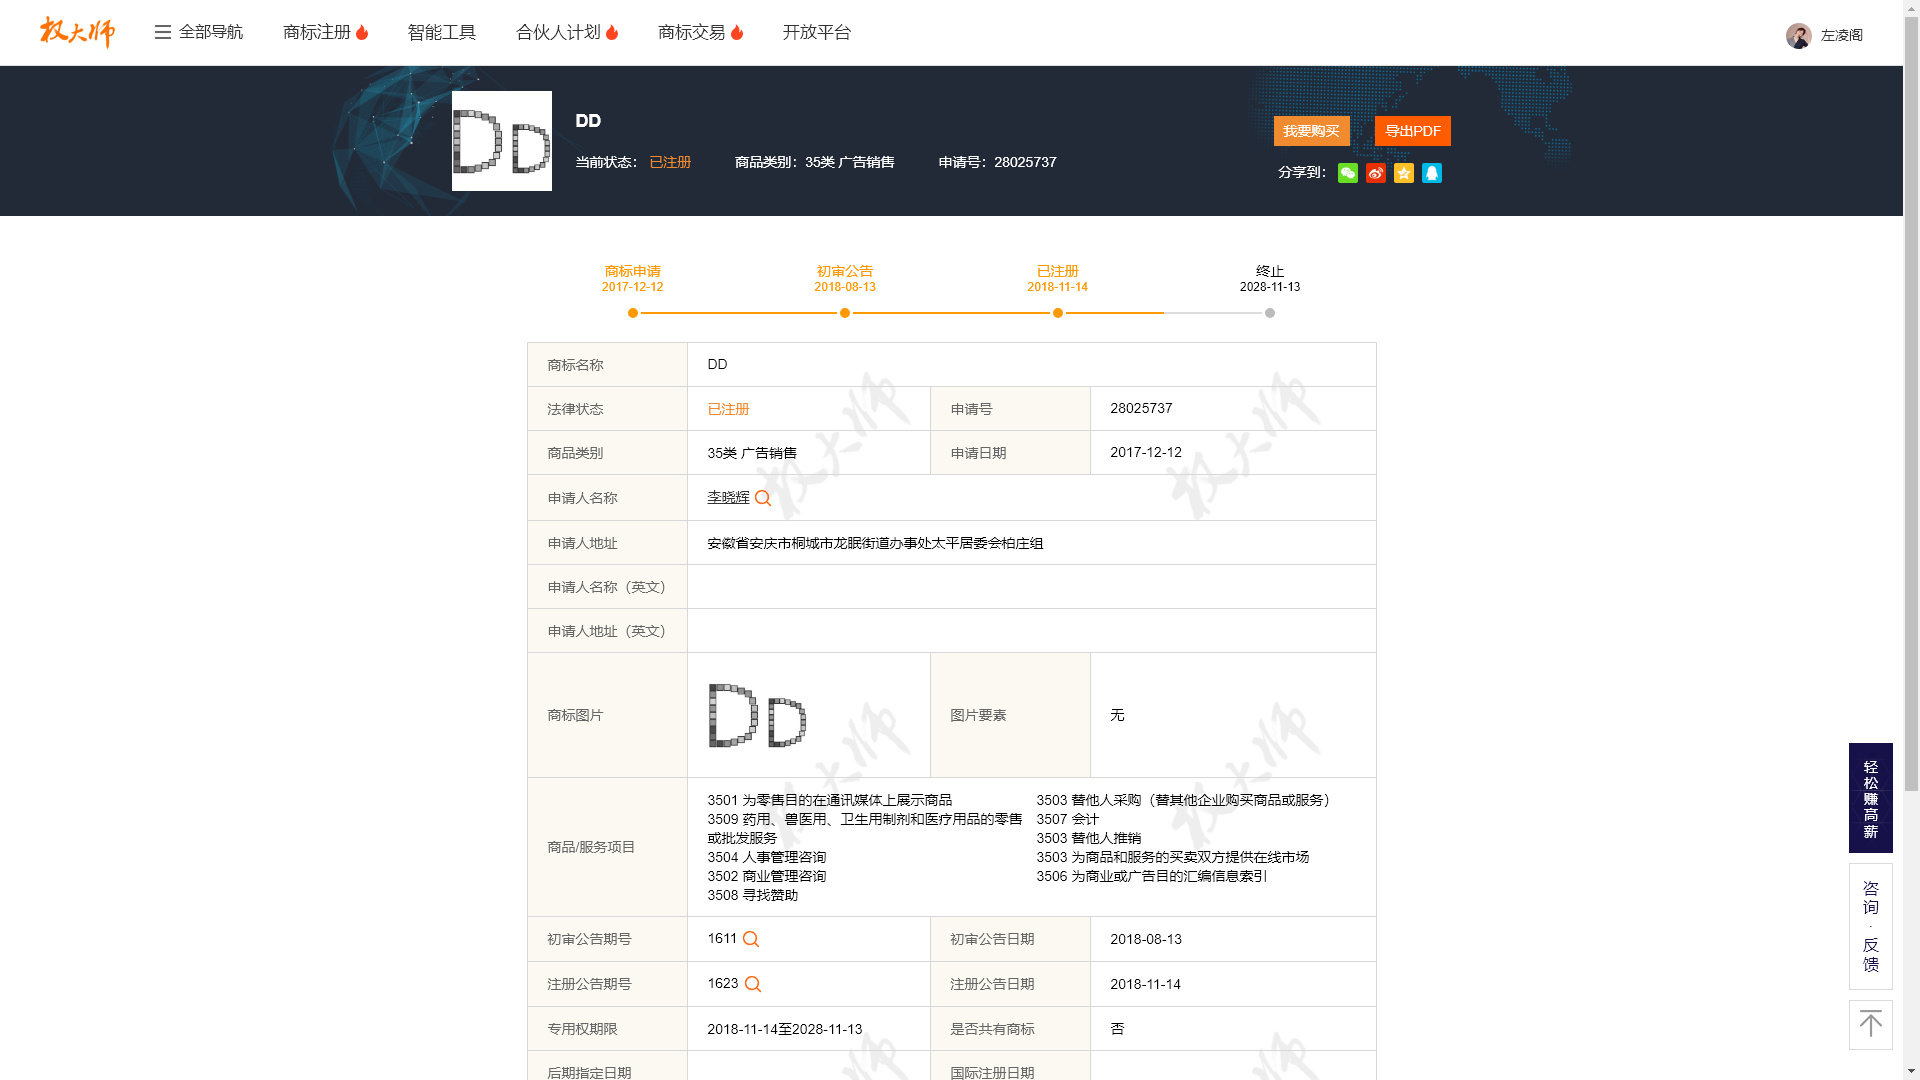 权大师
全部导航
商标注册
智能工具
合伙人计划
商标交易
开放平台
左凌阁
DD
DD
当前状态： 已注册
商品类别：35类 广告销售
申请号：28025737
我要购买
导出PDF
分享到：
商标申请
2017-12-12
初审公告
2018-08-13
已注册
2018-11-14
终止
2028-11-13
商标名称 DD
法律状态 已注册 申请号 28025737
商品类别 35类 广告销售 申请日期 2017-12-12
申请人名称 李晓辉
申请人地址 安徽省安庆市桐城市龙眠街道办事处太平居委会柏庄组
申请人名称（英文）
申请人地址（英文）
商标图片 DD 图片要素 无
商品/服务项目
3501 为零售目的在通讯媒体上展示商品
3509 药用、兽医用、卫生用制剂和医疗用品的零售
或批发服务
3504 人事管理咨询
3502 商业管理咨询
3508 寻找赞助
3503 替他人采购（替其他企业购买商品或服务）
3507 会计
3503 替他人推销
3503 为商品和服务的买卖双方提供在线市场
3506 为商业或广告目的汇编信息索引
初审公告期号 1611 初审公告日期 2018-08-13
注册公告期号 1623 注册公告日期 2018-11-14
专用权期限 2018-11-14至2028-11-13 是否共有商标 否
后期指定日期 国际注册日期
权大师
权大师
权大师
权大师
轻松赚高薪
咨询·反馈